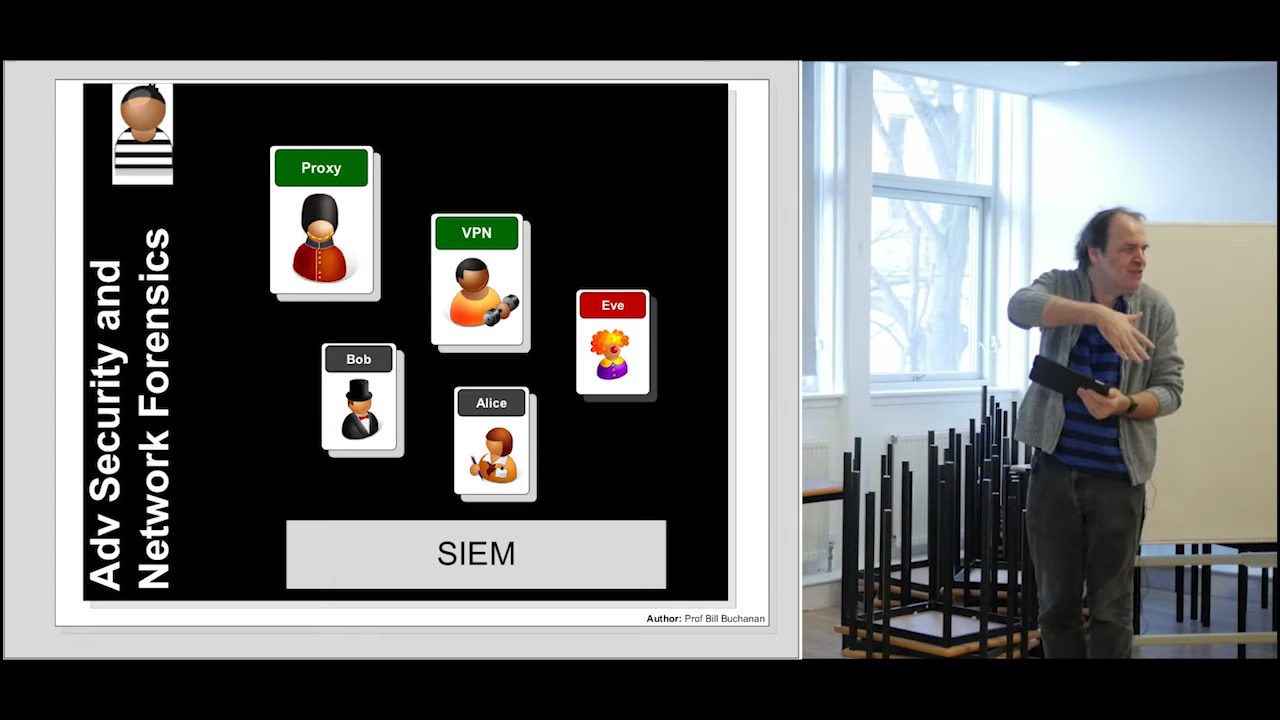 Adv Security and
Network Forensics
Proxy
VPN
Eve
Bob
Alice
SIEM
Author: Prof Bill Buchanan